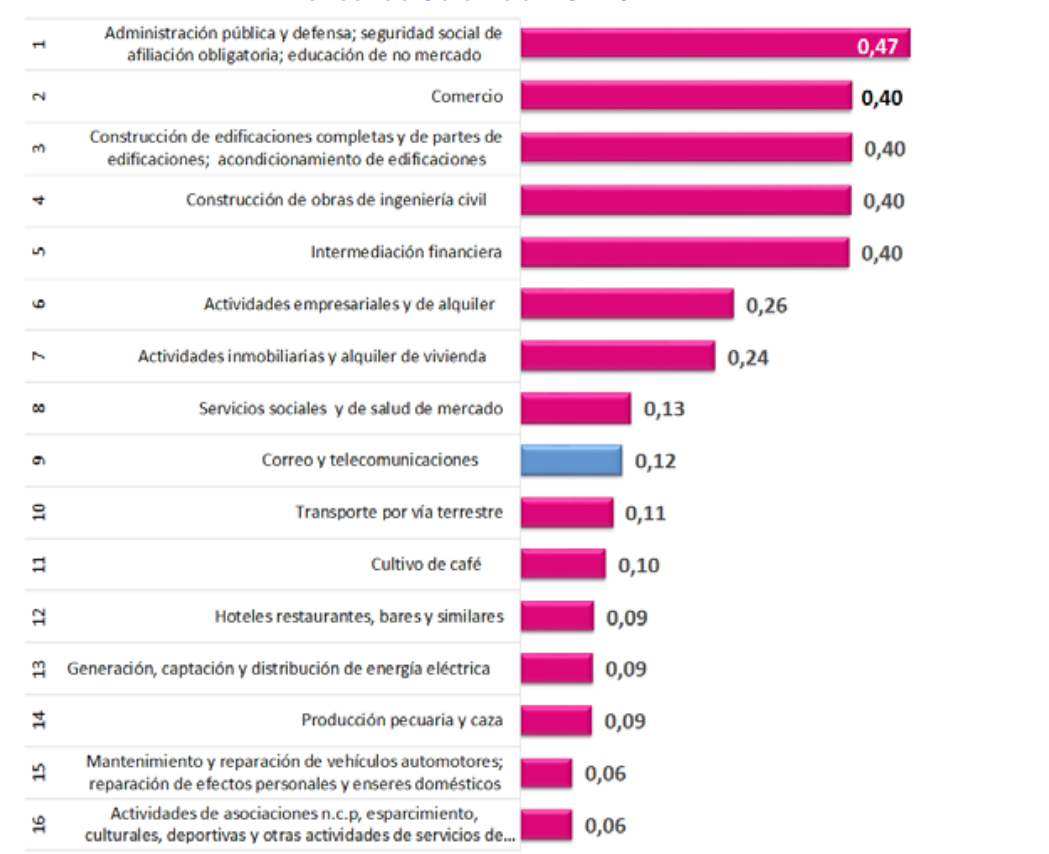 1
Administración pública y defensa; seguridad social de
afiliación obligatoria; educación de no mercado
0,47
2
Comercio
0,40
3
Construcción de edificaciones completas y de partes de
edificaciones; acondicionamiento de edificaciones
0,40
4
Construcción de obras de ingeniería civil
0,40
5
Intermediación financiera
0,40
6
Actividades empresariales y de alquiler
0,26
7
Actividades inmobiliarias y alquiler de vivienda
0,24
8
Servicios sociales y de salud de mercado
0,13
9
Correo y telecomunicaciones
0,12
10
Transporte por vía terrestre
0,11
11
Cultivo de café
0,10
12
Hoteles restaurantes, bares y similares
0,09
13
Generación, captación y distribución de energía eléctrica
0,09
14
Producción pecuaria y caza
0,09
15
Mantenimiento y reparación de vehículos automotores;
reparación de efectos personales y enseres domésticos
0,06
16
Actividades de asociaciones n.c.p, esparcimiento,
culturales, deportivas y otras actividades de servicios de...
0,06